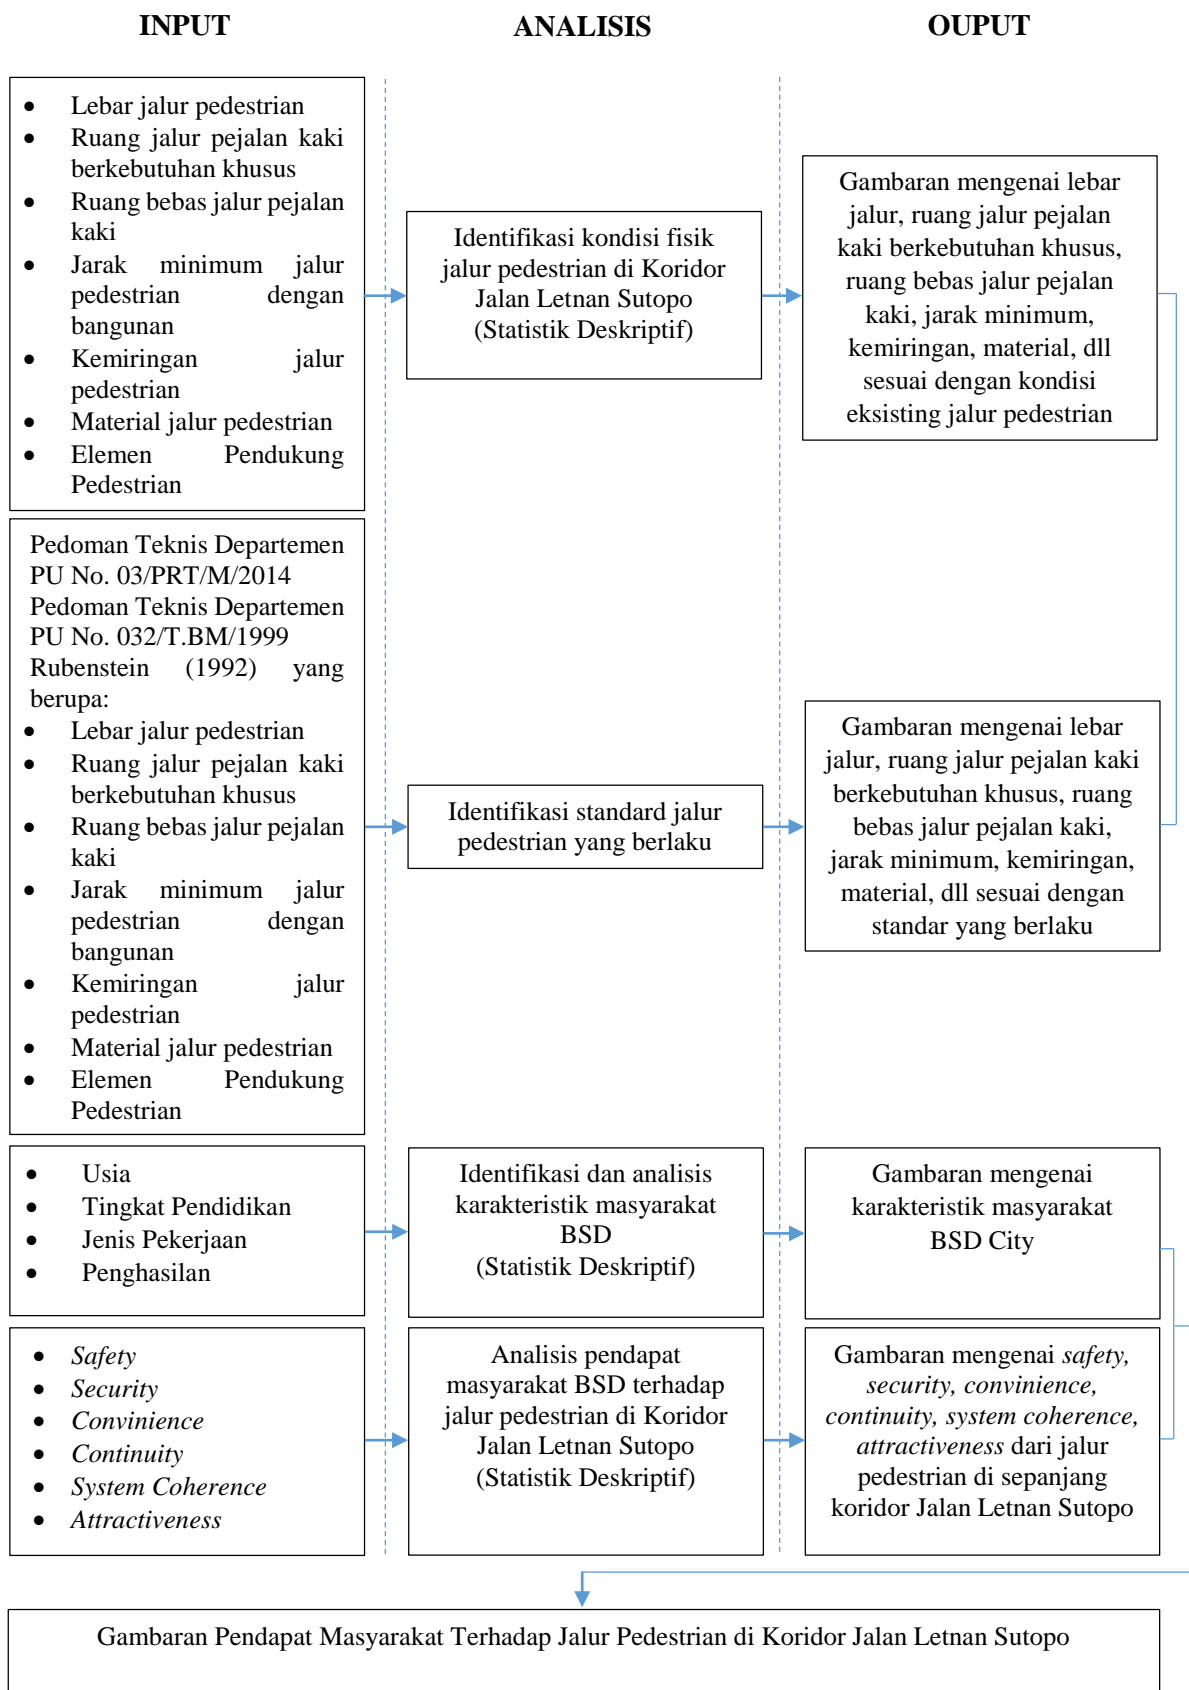 INPUT
ANALISIS
OUPUT
• Lebar jalur pedestrian
• Ruang jalur pejalan kaki
berkebutuhan khusus
• Ruang bebas jalur pejalan
kaki
• Jarak minimum jalur
pedestrian dengan
bangunan
• Kemiringan jalur
pedestrian
• Material jalur pedestrian
• Elemen Pendukung
Pedestrian
Identifikasi kondisi fisik
jalur pedestrian di Koridor
Jalan Letnan Sutopo
(Statistik Deskriptif)
Gambaran mengenai lebar
jalur, ruang jalur pejalan
kaki berkebutuhan khusus,
ruang bebas jalur pejalan
kaki, jarak minimum,
kemiringan, material, dll
sesuai dengan kondisi
eksisting jalur pedestrian
Pedoman Teknis Departemen
PU No. 03/PRT/M/2014
Pedoman Teknis Departemen
PU No. 032/T.BM/1999
Rubenstein (1992) yang
berupa:
• Lebar jalur pedestrian
• Ruang jalur pejalan kaki
berkebutuhan khusus
• Ruang bebas jalur pejalan
kaki
• Jarak minimum jalur
pedestrian dengan
bangunan
• Kemiringan jalur
pedestrian
• Material jalur pedestrian
• Elemen Pendukung
Pedestrian
Identifikasi standard jalur
pedestrian yang berlaku
Gambaran mengenai lebar
jalur, ruang jalur pejalan kaki
berkebutuhan khusus, ruang
bebas jalur pejalan kaki,
jarak minimum, kemiringan,
material, dll sesuai dengan
standar yang berlaku
• Usia
• Tingkat Pendidikan
• Jenis Pekerjaan
• Penghasilan
Identifikasi dan analisis
karakteristik masyarakat
BSD
(Statistik Deskriptif)
Gambaran mengenai
karakteristik masyarakat
BSD City
• Safety
• Security
• Convinience
• Continuity
• System Coherence
• Attractiveness
Analisis pendapat
masyarakat BSD terhadap
jalur pedestrian di Koridor
Jalan Letnan Sutopo
(Statistik Deskriptif)
Gambaran mengenai safety,
security, convinience,
continuity, system coherence,
attractiveness dari jalur
pedestrian di sepanjang
koridor Jalan Letnan Sutopo
Gambaran Pendapat Masyarakat Terhadap Jalur Pedestrian di Koridor Jalan Letnan Sutopo